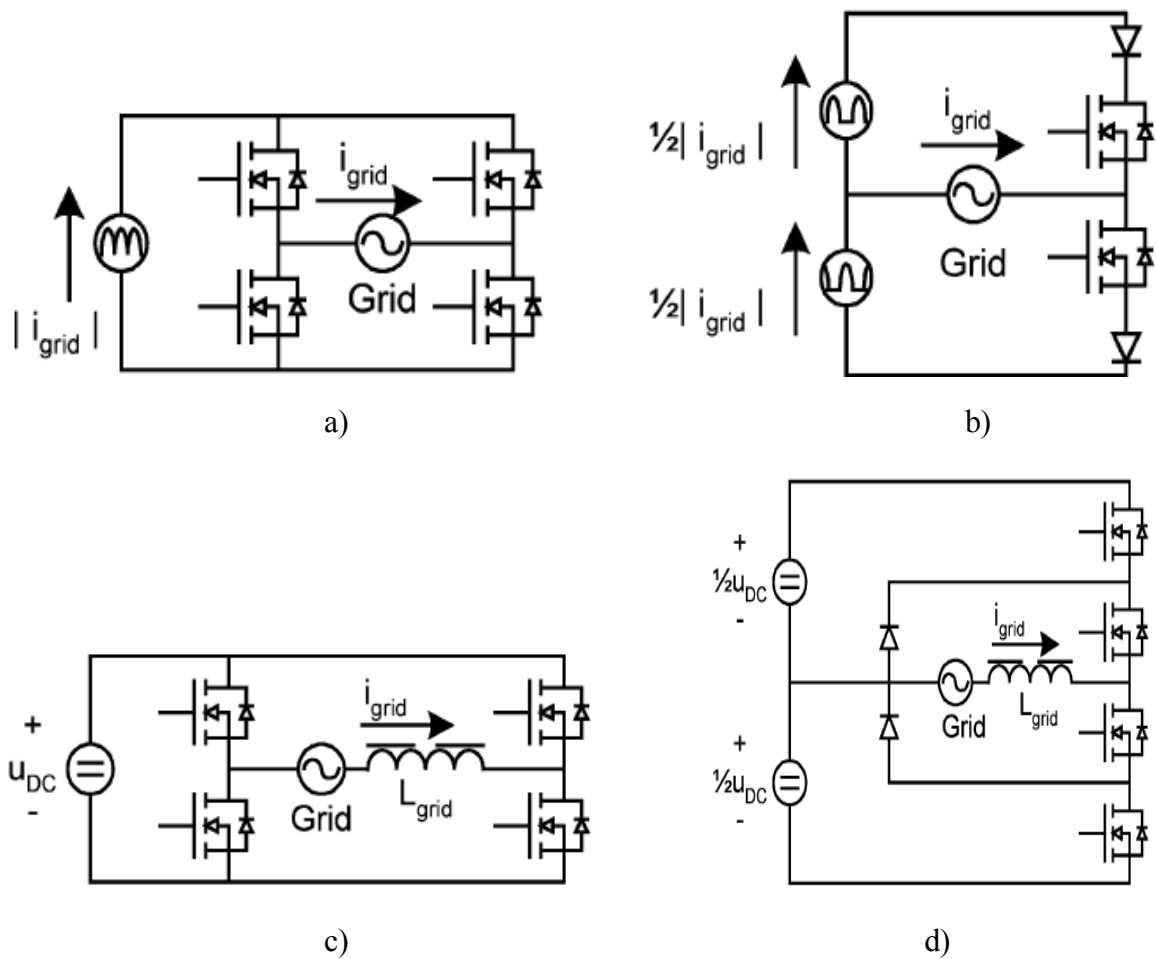 i_grid
Grid
| i_grid |
a)
½| i_grid |
i_grid
Grid
½| i_grid |
b)
+
u_DC
-
i_grid
Grid
L_grid
c)
+
½u_DC
-
i_grid
Grid
L_grid
+
½u_DC
-
d)